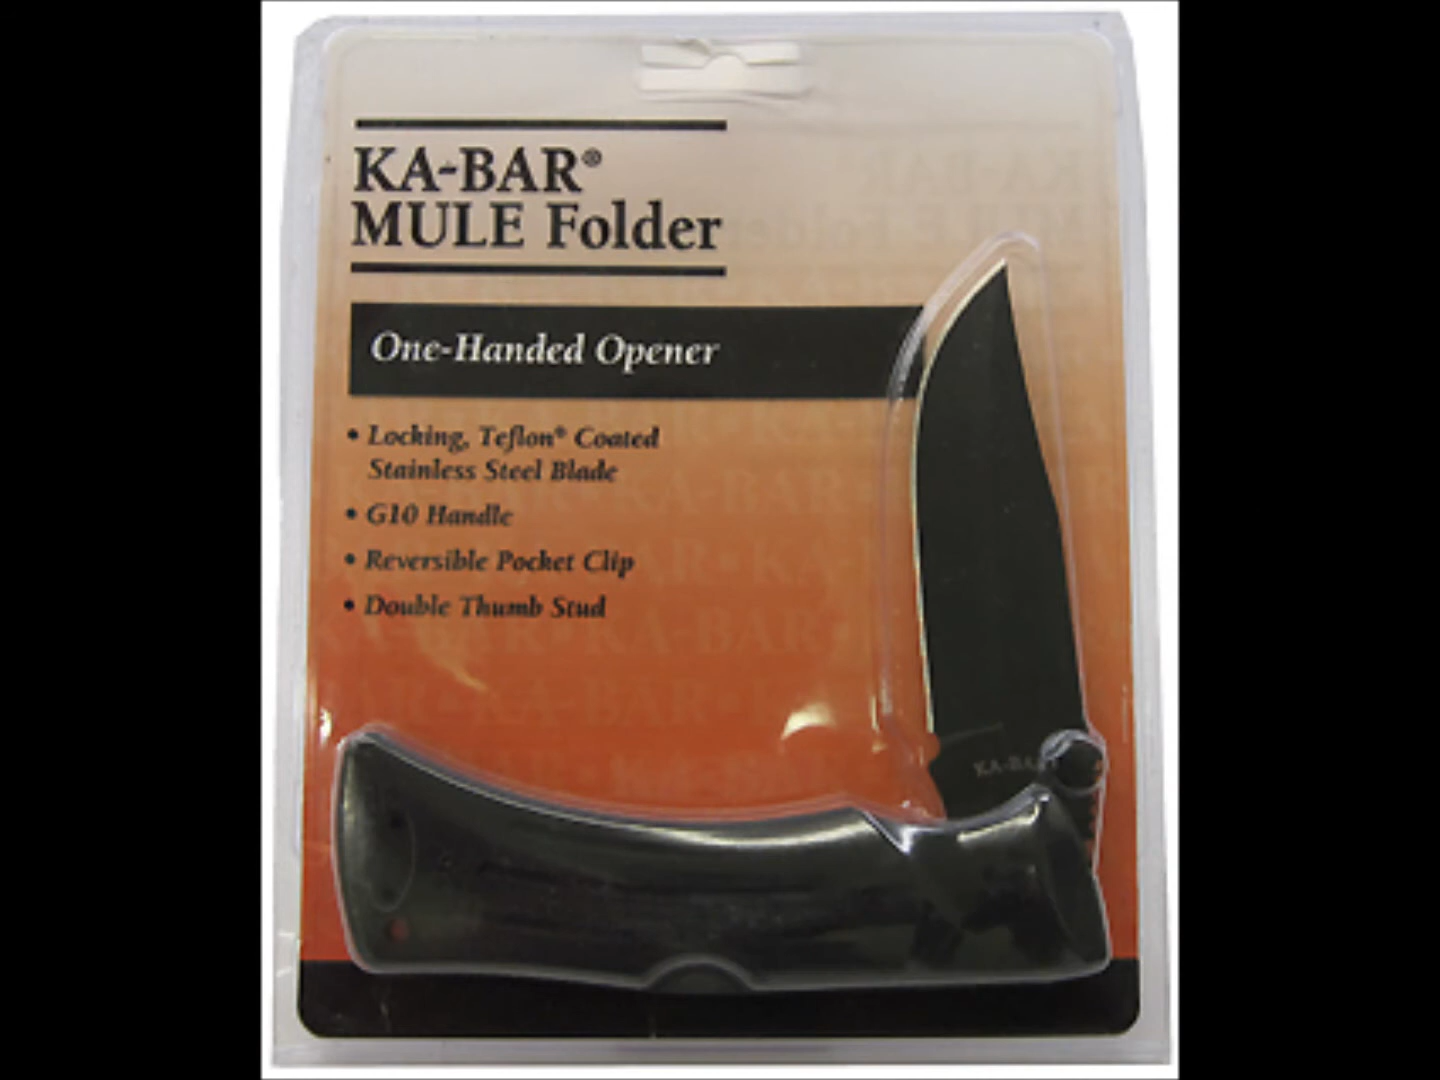 KA-BAR®
MULE Folder
One-Handed Opener
• Locking, Teflon® Coated
Stainless Steel Blade
• G10 Handle
• Reversible Pocket Clip
• Double Thumb Stud
KA-BAR